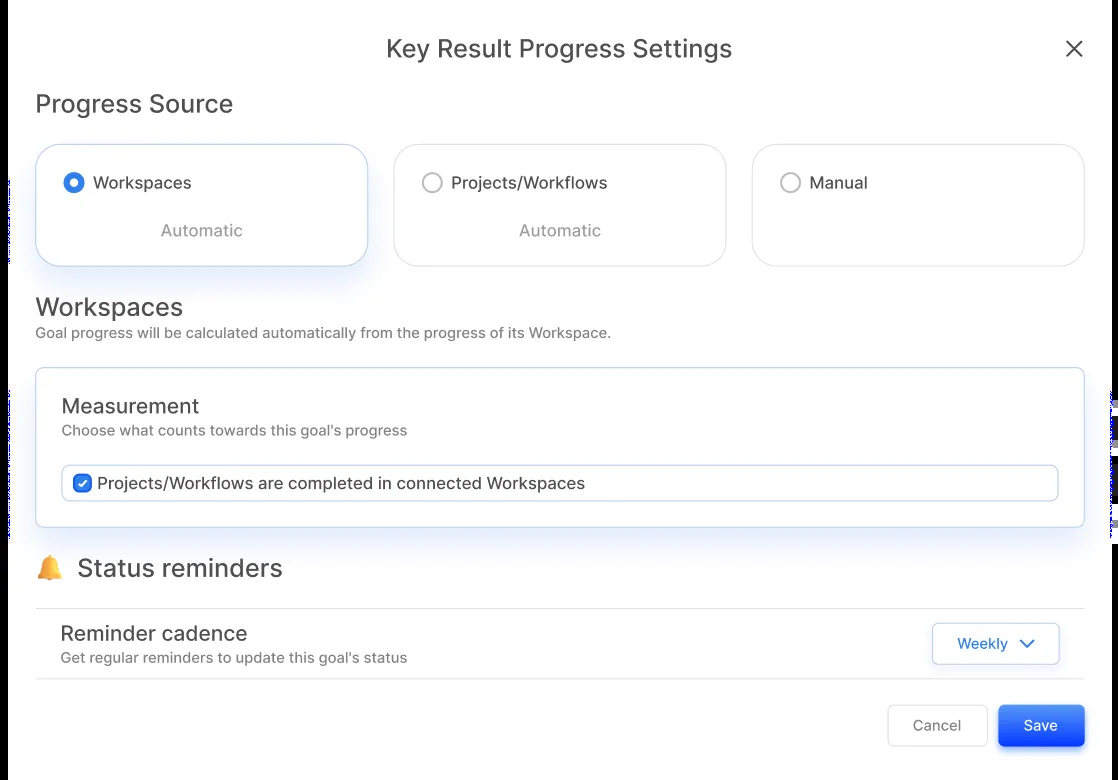 Key Result Progress Settings
Progress Source
Workspaces
Automatic
Projects/Workflows
Automatic
Manual
Workspaces
Goal progress will be calculated automatically from the progress of its Workspace.
Measurement
Choose what counts towards this goal's progress
Projects/Workflows are completed in connected Workspaces
Status reminders
Reminder cadence
Get regular reminders to update this goal's status
Weekly
Cancel
Save